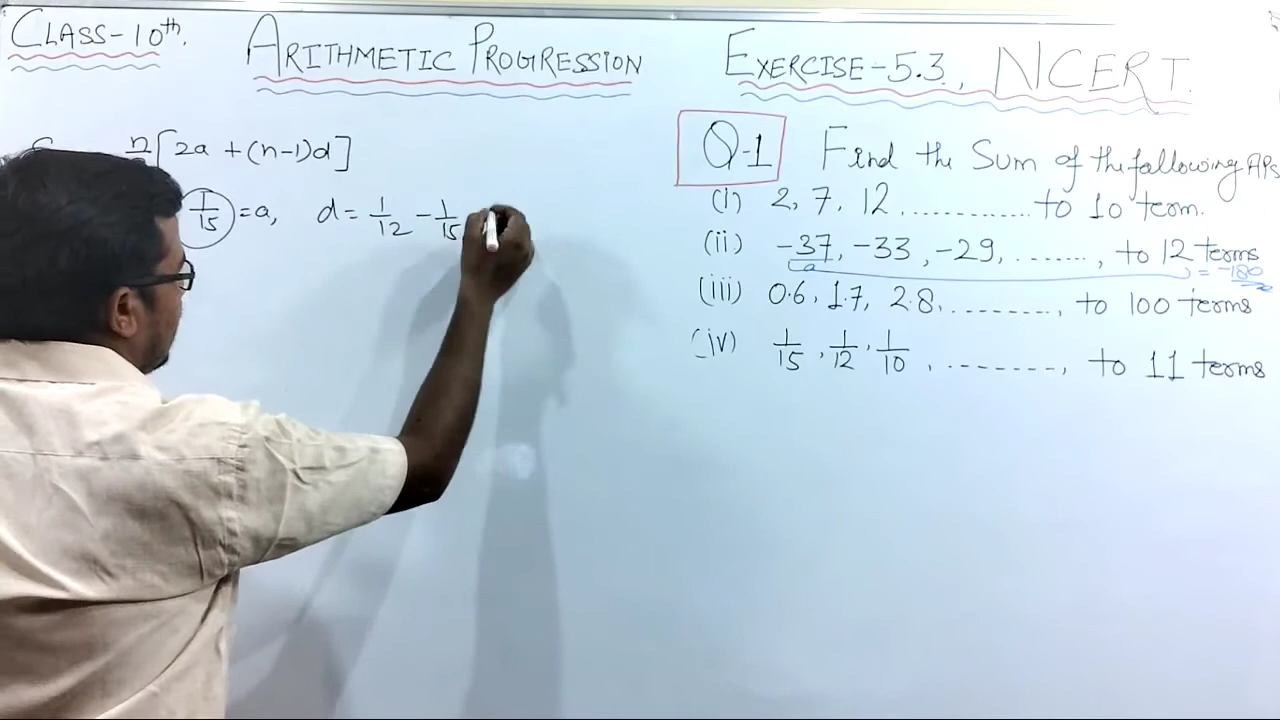 CLASS-10th.
ARITHMETIC PROGRESSION
EXERCISE-5.3, NCERT.
n [2a + (n-1)d]
1/15 = a, d = 1/12 - 1/15
Q-1 Find the Sum of the following APs
(i) 2, 7, 12 ............. to 10 term.
(ii) -37, -33, -29, ........, to 12 terms
a = -180
(iii) 0.6, 1.7, 2.8, .........., to 100 terms
(iv) 1/15, 1/12, 1/10, ........, to 11 terms